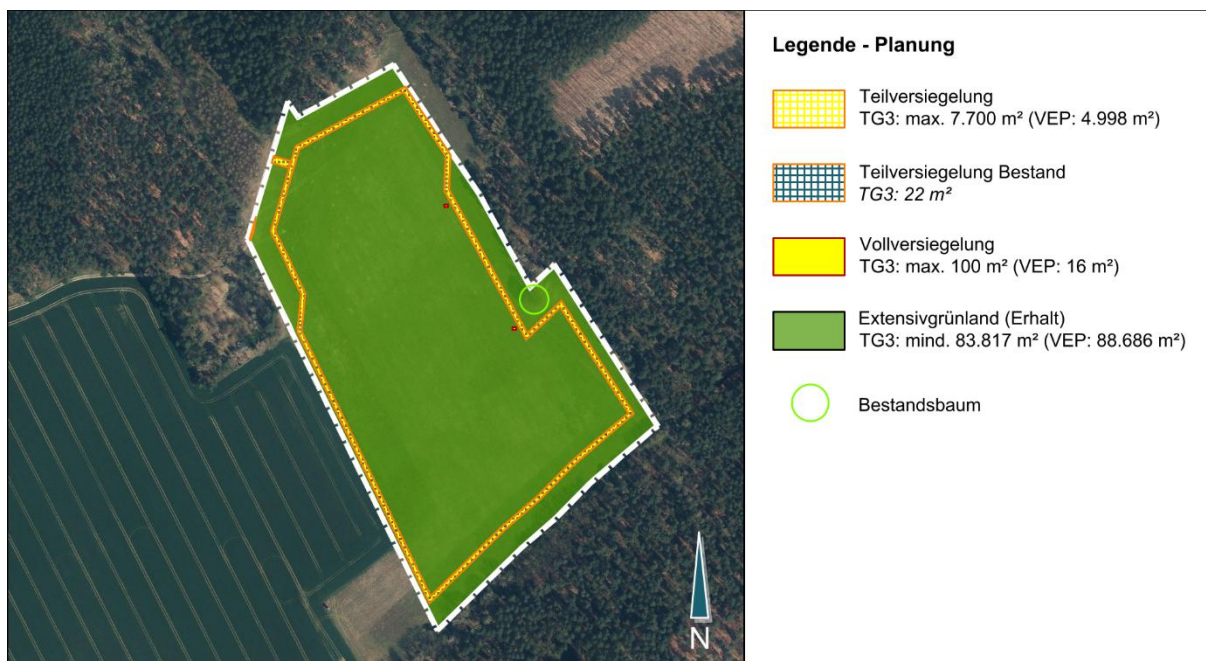 Legende - Planung
Teilversiegelung
TG3: max. 7.700 m² (VEP: 4.998 m²)
Teilversiegelung Bestand
TG3: 22 m²
Vollversiegelung
TG3: max. 100 m² (VEP: 16 m²)
Extensivgrünland (Erhalt)
TG3: mind. 83.817 m² (VEP: 88.686 m²)
Bestandsbaum
N